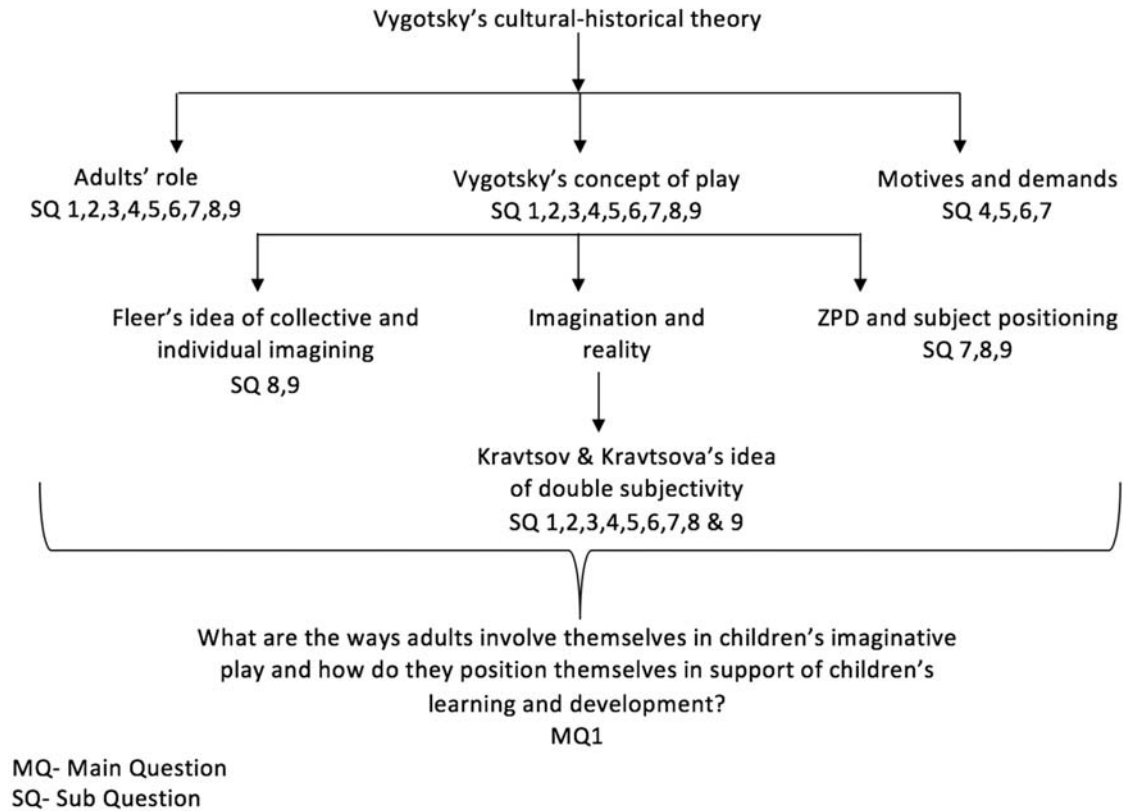 Vygotsky’s cultural-historical theory
Adults’ role
SQ 1,2,3,4,5,6,7,8,9
Vygotsky’s concept of play
SQ 1,2,3,4,5,6,7,8,9
Motives and demands
SQ 4,5,6,7
Fleer’s idea of collective and
individual imagining
SQ 8,9
Imagination and
reality
ZPD and subject positioning
SQ 7,8,9
Kravtsov & Kravtsova’s idea
of double subjectivity
SQ 1,2,3,4,5,6,7,8 & 9
What are the ways adults involve themselves in children’s imaginative
play and how do they position themselves in support of children’s
learning and development?
MQ1
MQ- Main Question
SQ- Sub Question